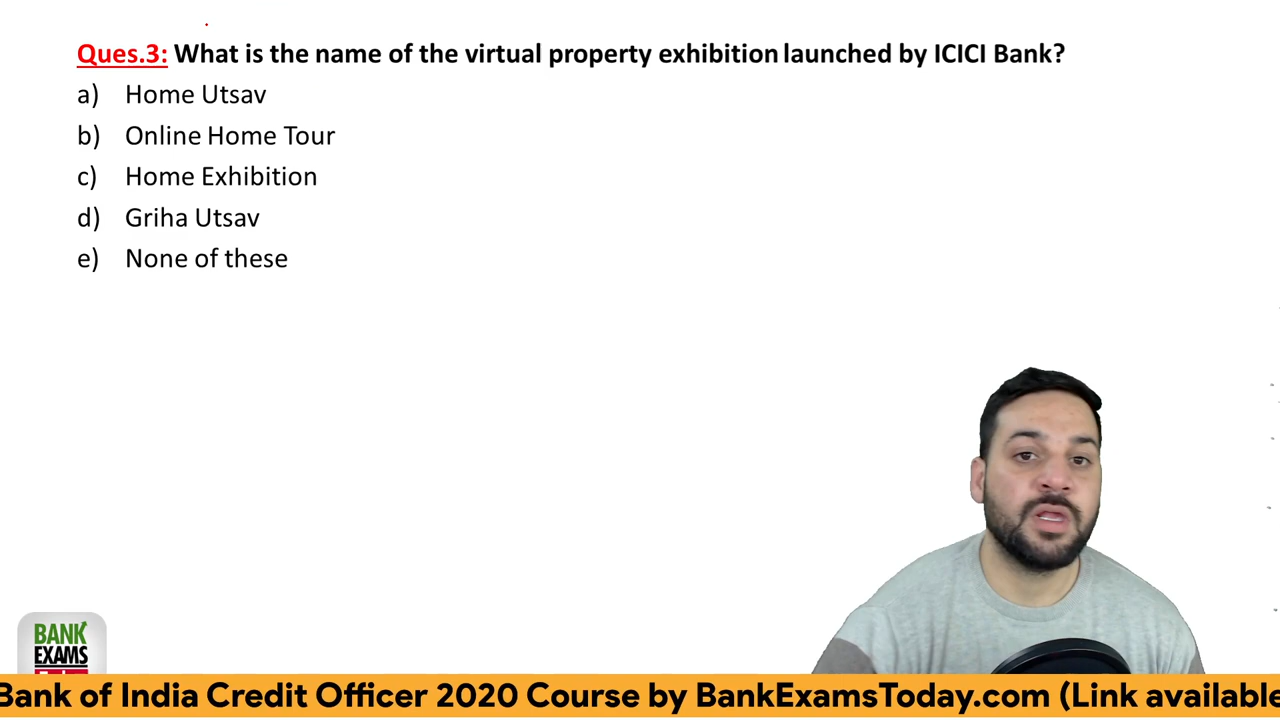 Ques.3: What is the name of the virtual property exhibition launched by ICICI Bank?
a) Home Utsav
b) Online Home Tour
c) Home Exhibition
d) Griha Utsav
e) None of these
BANK
EXAMS
Bank of India Credit Officer 2020 Course by BankExamsToday.com (Link available